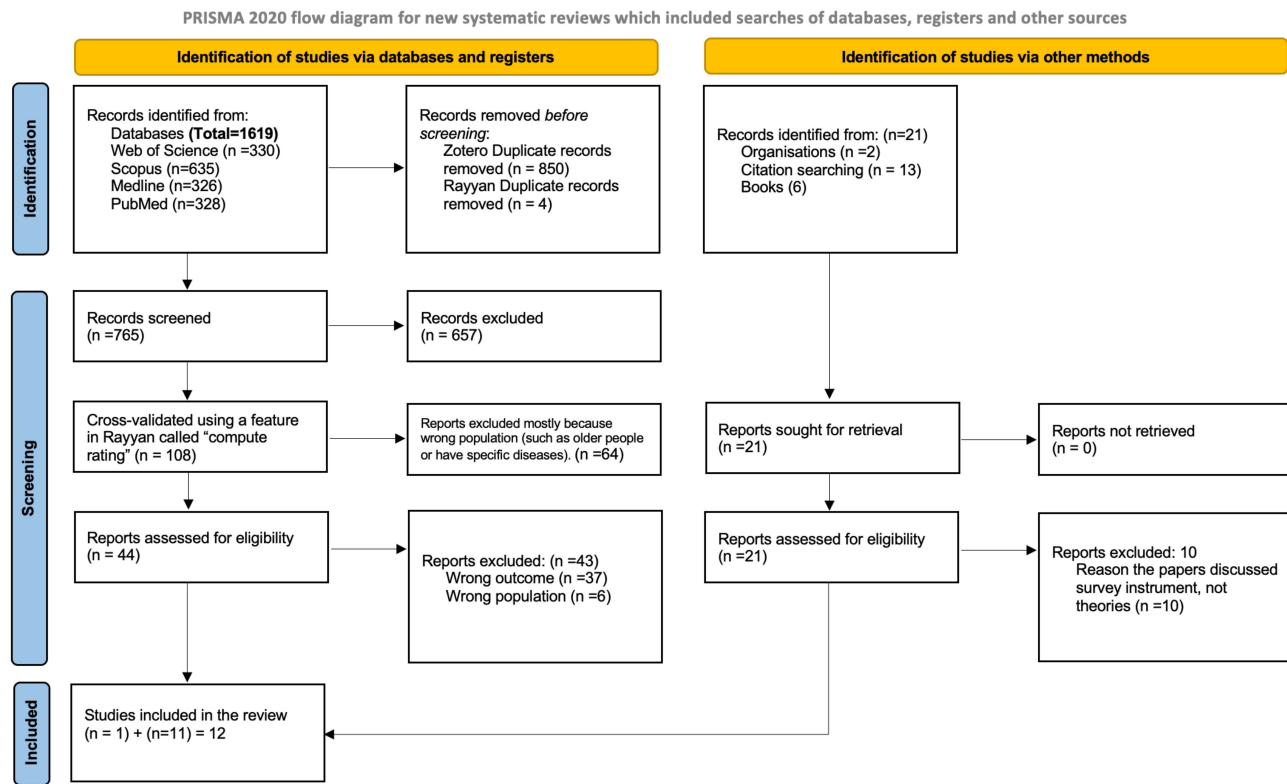 PRISMA 2020 flow diagram for new systematic reviews which included searches of databases, registers and other sources
Identification of studies via databases and registers
Identification of studies via other methods
Identification
Records identified from:
Databases (Total=1619)
Web of Science (n =330)
Scopus (n=635)
Medline (n=326)
PubMed (n=328)
Records removed before
screening:
Zotero Duplicate records
removed (n = 850)
Rayyan Duplicate records
removed (n = 4)
Records identified from: (n=21)
Organisations (n =2)
Citation searching (n = 13)
Books (6)
Screening
Records screened
(n =765)
Records excluded
(n = 657)
Cross-validated using a feature
in Rayyan called “compute
rating” (n = 108)
Reports excluded mostly because
wrong population (such as older people
or have specific diseases). (n =64)
Reports sought for retrieval
(n =21)
Reports not retrieved
(n = 0)
Reports assessed for eligibility
(n = 44)
Reports excluded: (n =43)
Wrong outcome (n =37)
Wrong population (n =6)
Reports assessed for eligibility
(n =21)
Reports excluded: 10
Reason the papers discussed
survey instrument, not
theories (n =10)
Included
Studies included in the review
(n = 1) + (n=11) = 12